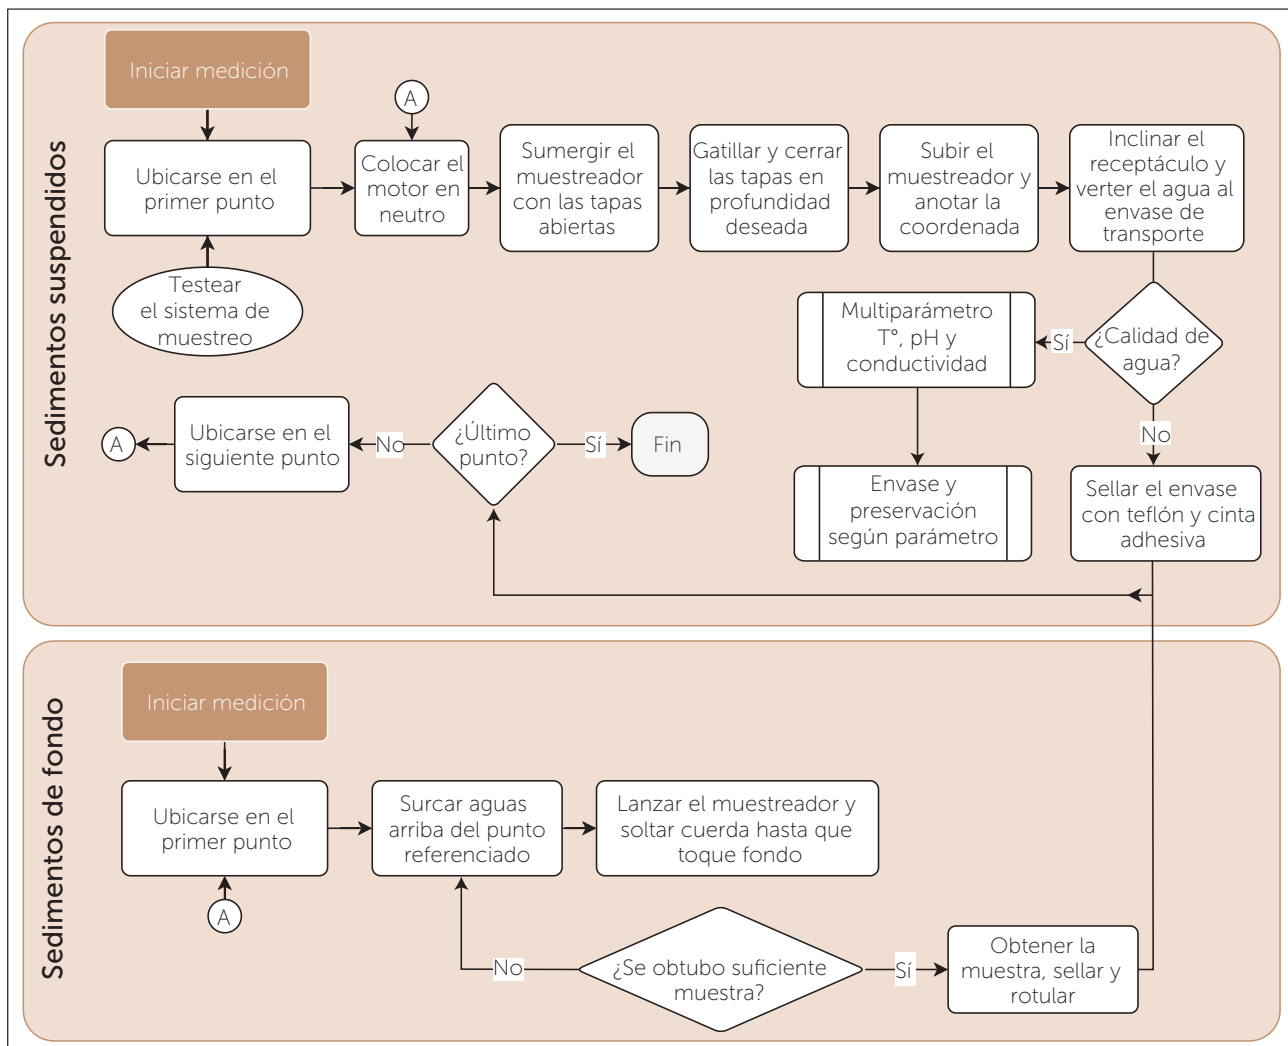 Sedimentos suspendidos
Iniciar medición
A
Ubicarse en el
primer punto
Colocar el
motor en
neutro
Sumergir el
muestreador
con las tapas
abiertas
Gatillar y cerrar
las tapas en
profundidad
deseada
Subir el
muestreador y
anotar la
coordenada
Inclinar el
receptáculo y
verter el agua al
envase de
transporte
Testear
el sistema de
muestreo
Multiparámetro
T°, pH y
conductividad
Sí
¿Calidad de
agua?
No
A
Ubicarse en el
siguiente punto
No
¿Último
punto?
Sí
Fin
Envase y
preservación
según parámetro
Sellar el envase
con teflón y cinta
adhesiva
Sedimentos de fondo
Iniciar medición
Ubicarse en el
primer punto
Surcar aguas
arriba del punto
referenciado
Lanzar el muestreador y
soltar cuerda hasta que
toque fondo
A
No
¿Se obtubo suficiente
muestra?
Sí
Obtener la
muestra, sellar y
rotular